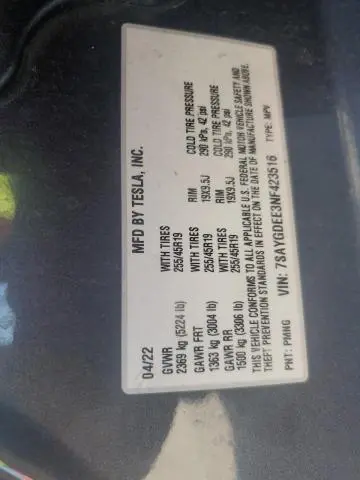 MFD BY TESLA, INC.
04/22
GVWR
2369 kg (5224 lb)
WITH TIRES
255/45R19
RIM
19X9.5J
COLD TIRE PRESSURE
290 kPa, 42 psi
GAWR FRT
1363 kg (3004 lb)
WITH TIRES
255/45R19
RIM
19X9.5J
COLD TIRE PRESSURE
290 kPa, 42 psi
GAWR RR
1500 kg (3306 lb)
WITH TIRES
255/45R19
THIS VEHICLE CONFORMS TO ALL APPLICABLE U.S. FEDERAL MOTOR VEHICLE SAFETY AND
THEFT PREVENTION STANDARDS IN EFFECT ON THE DATE OF MANUFACTURE SHOWN ABOVE.
PNT: PMNG VIN: 7SAYGDEE3NF423516 TYPE: MPV